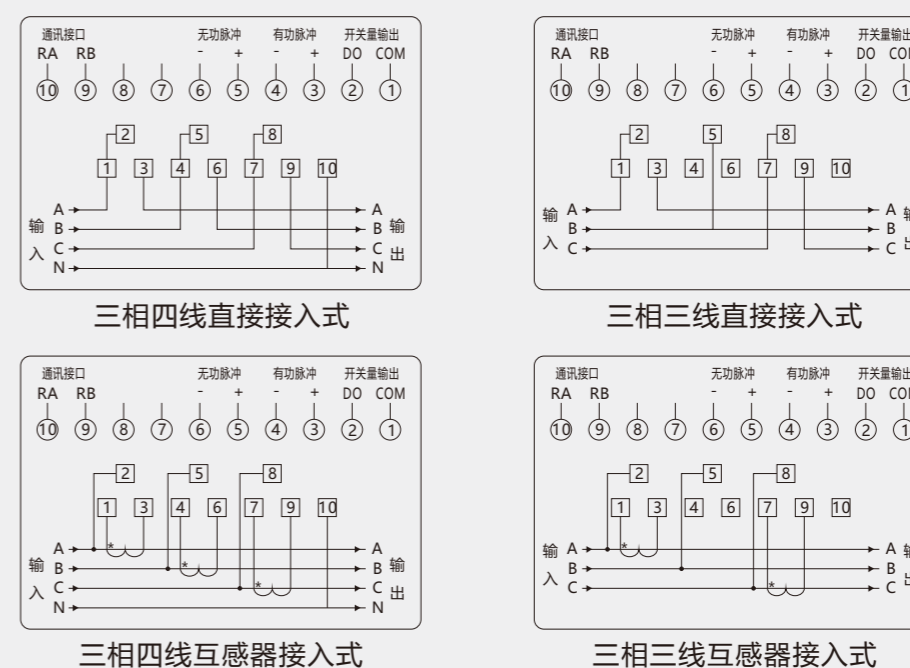 通讯接口 无功脉冲 有功脉冲 开关量输出
RA RB - + - + DO COM
10 9 8 7 6 5 4 3 2 1
2 5 8
1 3 4 6 7 9 10
A A
输 B B 输
入 C C 出
N N
三相四线直接接入式
通讯接口 无功脉冲 有功脉冲 开关量输出
RA RB - + - + DO
10 9 8 7 6 5 4 3 2 1
2 5 8
1 3 4 6 7 9 10
输 A A
B B
入 C C
三相三线直接接入式
通讯接口 无功脉冲 有功脉冲 开关量输出
RA RB - + - + DO COM
10 9 8 7 6 5 4 3 2 1
2 5 8
1 3 4 6 7 9 10
A * A
输 B * B 输
入 C * C 出
N N
三相四线互感器接入式
通讯接口 无功脉冲 有功脉冲 开关量输出
RA RB - + - + DO
10 9 8 7 6 5 4 3 2 1
2 5 8
1 3 4 6 7 9 10
输 A * A
B B
入 C * C
三相三线互感器接入式